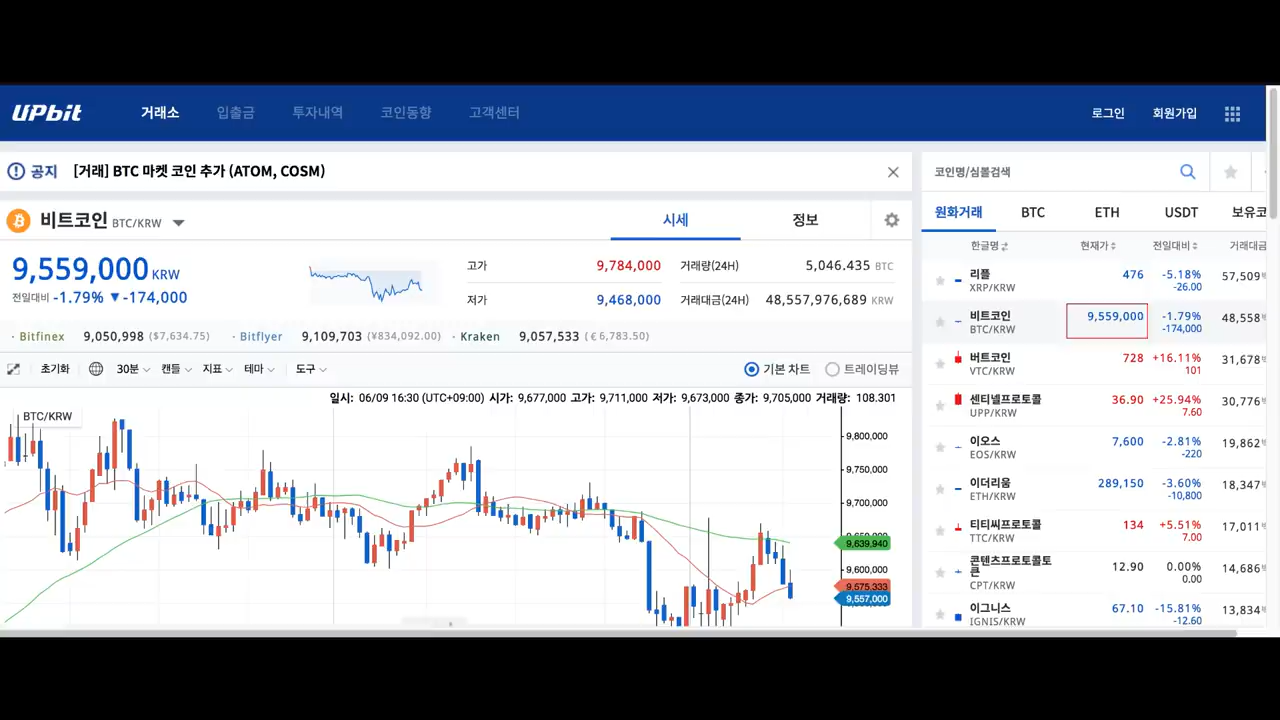 UPbit 거래소 입출금 투자내역 코인동향 고객센터 로그인 회원가입
공지 [거래] BTC 마켓 코인 추가 (ATOM, COSM)
비트코인 BTC/KRW 시세 정보
9,559,000 KRW
전일대비 -1.79% ▼-174,000
고가 9,784,000 거래량(24H) 5,046.435 BTC
저가 9,468,000 거래대금(24H) 48,557,976,689 KRW
· Bitfinex 9,050,998 ($7,634.75) · Bitflyer 9,109,703 (¥834,092.00) · Kraken 9,057,533 (€6,783.50)
초기화 30분 캔들 지표 테마 도구 기본 차트 트레이딩뷰
일시: 06/09 16:30 (UTC+09:00) 시가: 9,677,000 고가: 9,711,000 저가: 9,673,000 종가: 9,705,000 거래량: 108.301
BTC/KRW
9,800,000
9,750,000
9,700,000
9,639,940
9,600,000
9,575,333
9,557,000
코인명/심볼검색
원화거래 BTC ETH USDT 보유코
한글명 현재가 전일대비 거래대금
리플 476 -5.18% 57,509
XRP/KRW -26.00
비트코인 9,559,000 -1.79% 48,558
BTC/KRW -174,000
버트코인 728 +16.11% 31,678
VTC/KRW 101
센티넬프로토콜 36.90 +25.94% 30,776
UPP/KRW 7.60
이오스 7,600 -2.81% 19,862
EOS/KRW -220
이더리움 289,150 -3.60% 18,347
ETH/KRW -10,800
티티씨프로토콜 134 +5.51% 17,011
TTC/KRW 7.00
콘텐츠프로토콜토
큰 12.90 0.00% 14,686
CPT/KRW 0.00
이그니스 67.10 -15.81% 13,834
IGNIS/KRW -12.60